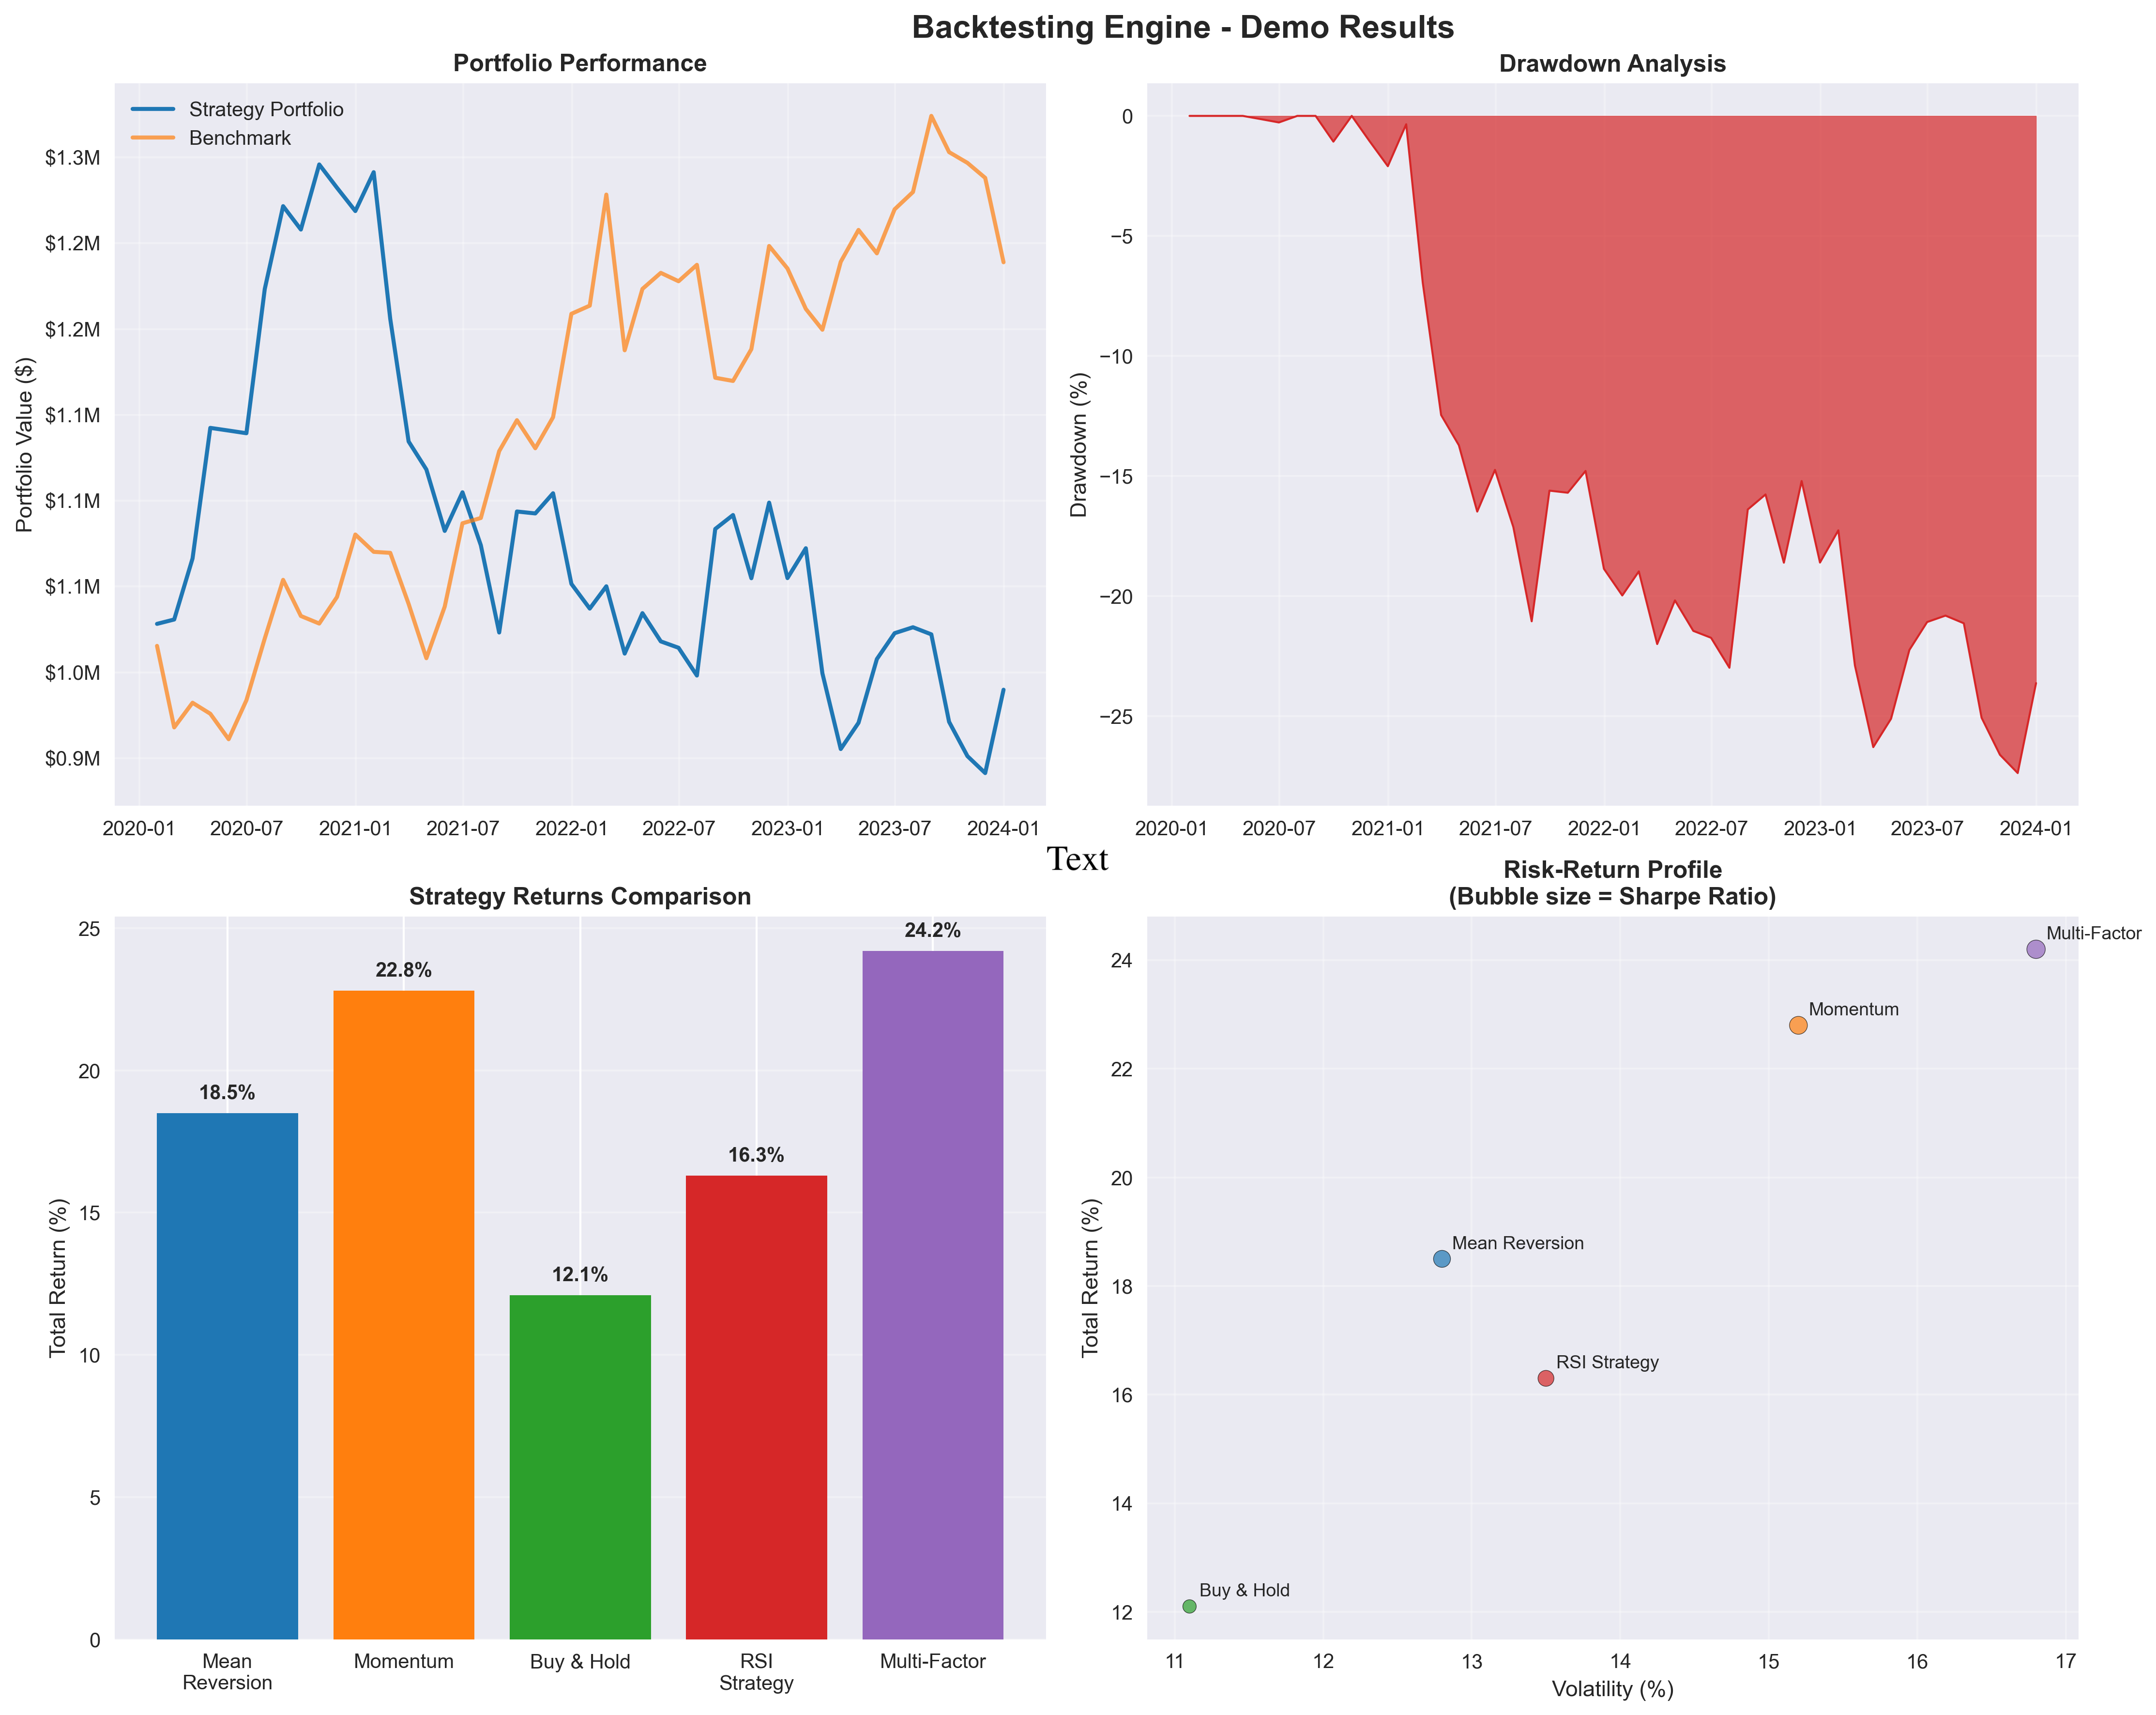 Backtesting Engine - Demo Results
Portfolio Performance
Strategy Portfolio
Benchmark
Portfolio Value ($)
$1.3M
$1.2M
$1.2M
$1.1M
$1.1M
$1.1M
$1.0M
$0.9M
2020-01 2020-07 2021-01 2021-07 2022-01 2022-07 2023-01 2023-07 2024-01
Drawdown Analysis
Drawdown (%)
0
−5
−10
−15
−20
−25
2020-01 2020-07 2021-01 2021-07 2022-01 2022-07 2023-01 2023-07 2024-01
Text
Strategy Returns Comparison
Total Return (%)
25
20
15
10
5
0
18.5%
22.8%
12.1%
16.3%
24.2%
Mean
Reversion
Momentum
Buy & Hold
RSI
Strategy
Multi-Factor
Risk-Return Profile
(Bubble size = Sharpe Ratio)
Total Return (%)
24
22
20
18
16
14
12
Multi-Factor
Momentum
Mean Reversion
RSI Strategy
Buy & Hold
11 12 13 14 15 16 17
Volatility (%)